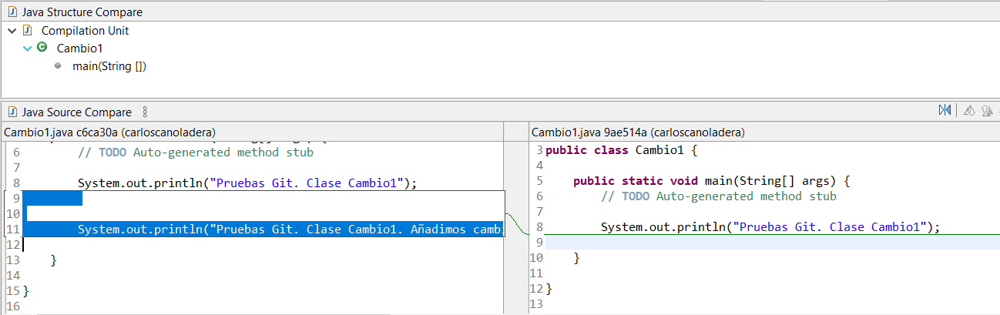 Java Structure Compare
Compilation Unit
Cambio1
main(String [])
Java Source Compare
Cambio1.java c6ca30a (carloscanoladera)
6 // TODO Auto-generated method stub
7
8 System.out.println("Pruebas Git. Clase Cambio1");
9
10
11 System.out.println("Pruebas Git. Clase Cambio1. Añadimos camb
12
13 }
14
15 }
16
Cambio1.java 9ae514a (carloscanoladera)
3 public class Cambio1 {
4
5 public static void main(String[] args) {
6 // TODO Auto-generated method stub
7
8 System.out.println("Pruebas Git. Clase Cambio1");
9
10 }
11
12 }
13